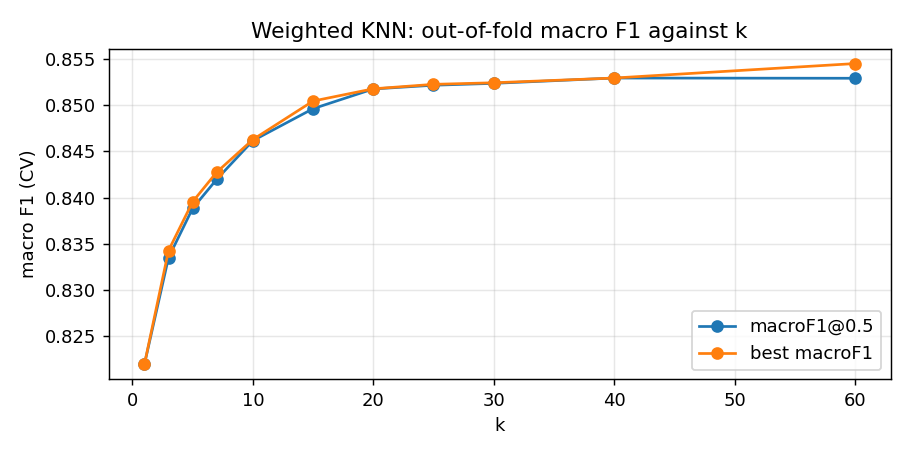 Weighted KNN: out-of-fold macro F1 against k
macro F1 (CV)
0.855
0.850
0.845
0.840
0.835
0.830
0.825
macroF1@0.5
best macroF1
0 10 20 30 40 50 60
k